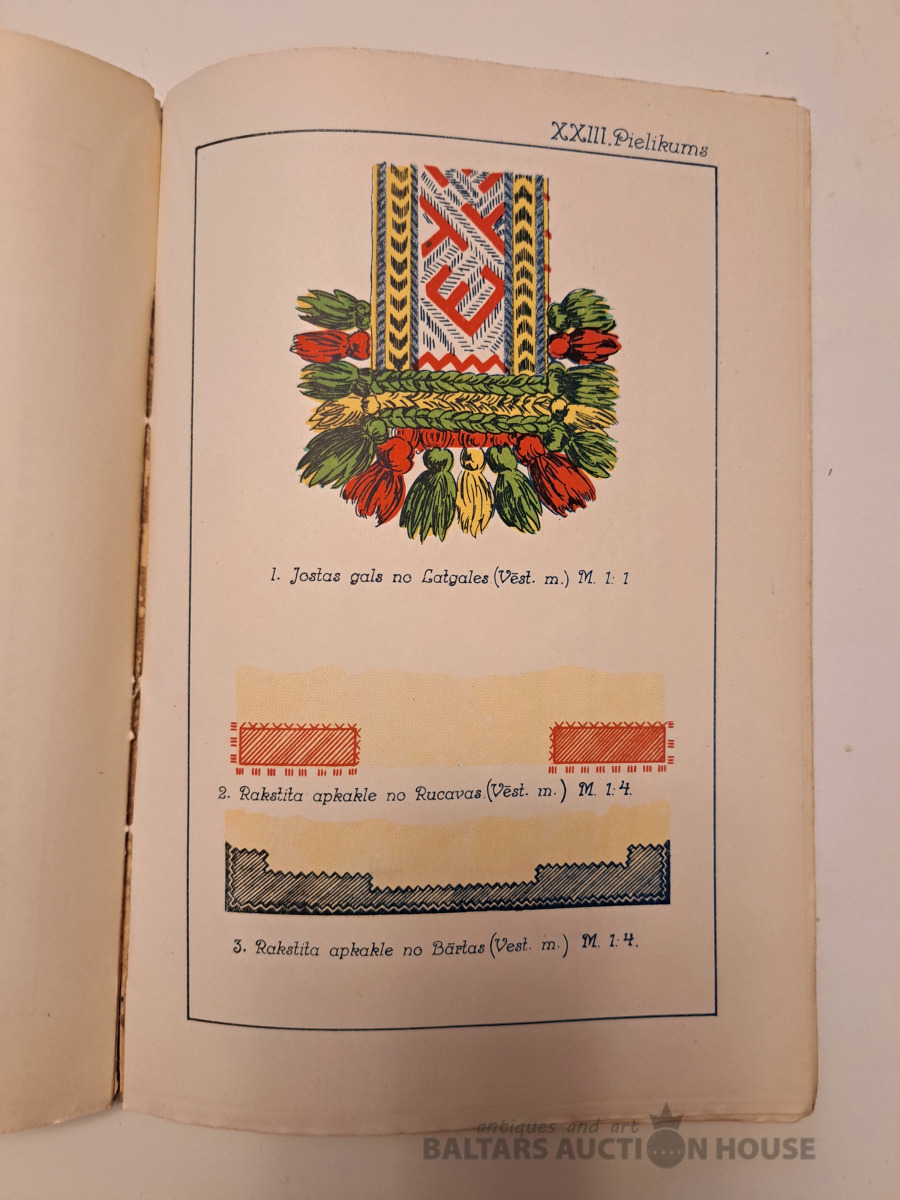 XXIII. Pielikums
1. Jostas gals no Latgales. (Vēst. m.) M. 1:1
2. Rakstīta apkakle no Rucavas. (Vēst. m.) M. 1:4.
3. Rakstīta apkakle no Bārtas (Vest. m.) M. 1:4.
antiques and art
BALTARS AUCTION HOUSE